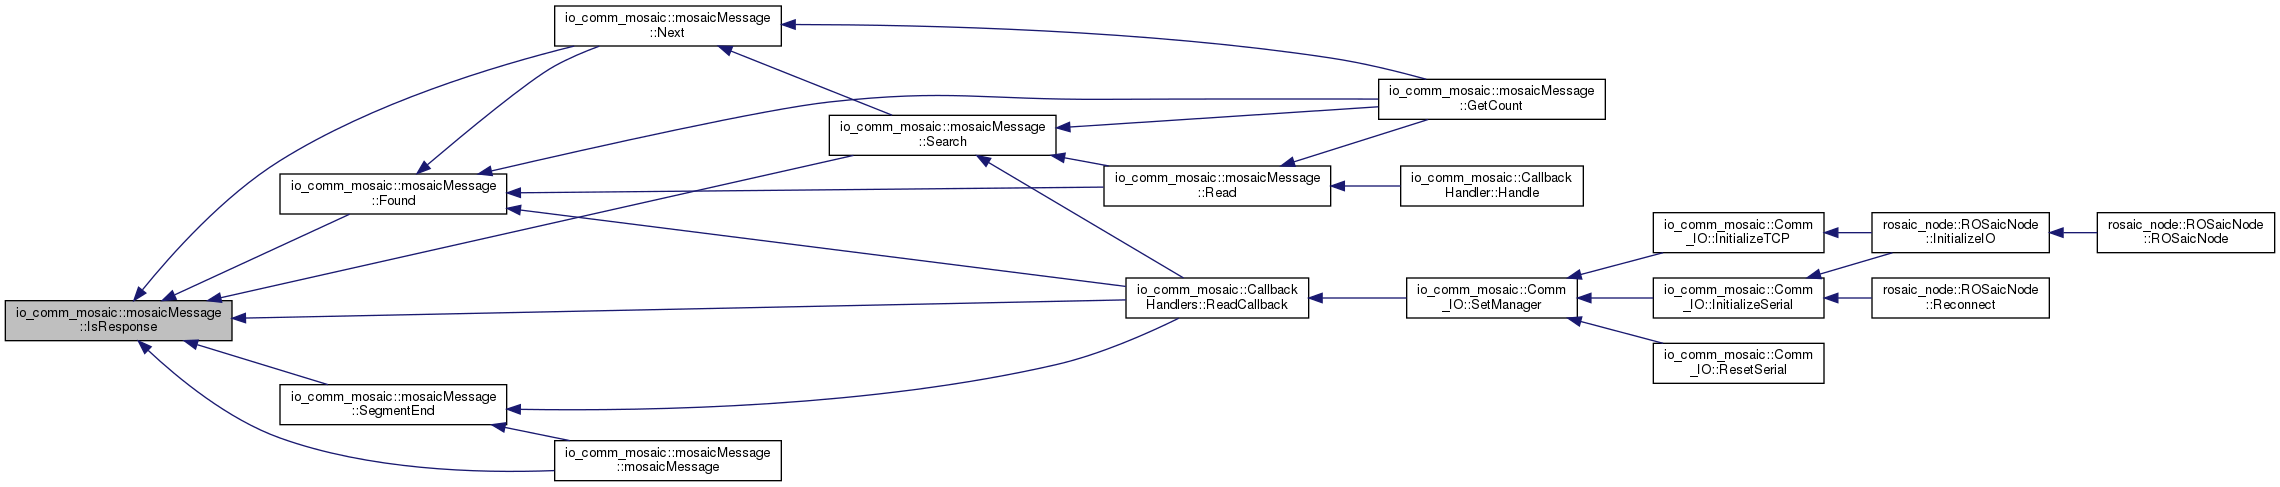 io_comm_mosaic::mosaicMessage
::Next
io_comm_mosaic::mosaicMessage
::GetCount
io_comm_mosaic::mosaicMessage
::Search
io_comm_mosaic::mosaicMessage
::Found
io_comm_mosaic::mosaicMessage
::Read
io_comm_mosaic::Callback
Handler::Handle
io_comm_mosaic::Comm
_IO::InitializeTCP
rosaic_node::ROSaicNode
::InitializeIO
rosaic_node::ROSaicNode
::ROSaicNode
io_comm_mosaic::mosaicMessage
::IsResponse
io_comm_mosaic::Callback
Handlers::ReadCallback
io_comm_mosaic::Comm
_IO::SetManager
io_comm_mosaic::Comm
_IO::InitializeSerial
rosaic_node::ROSaicNode
::Reconnect
io_comm_mosaic::Comm
_IO::ResetSerial
io_comm_mosaic::mosaicMessage
::SegmentEnd
io_comm_mosaic::mosaicMessage
::mosaicMessage